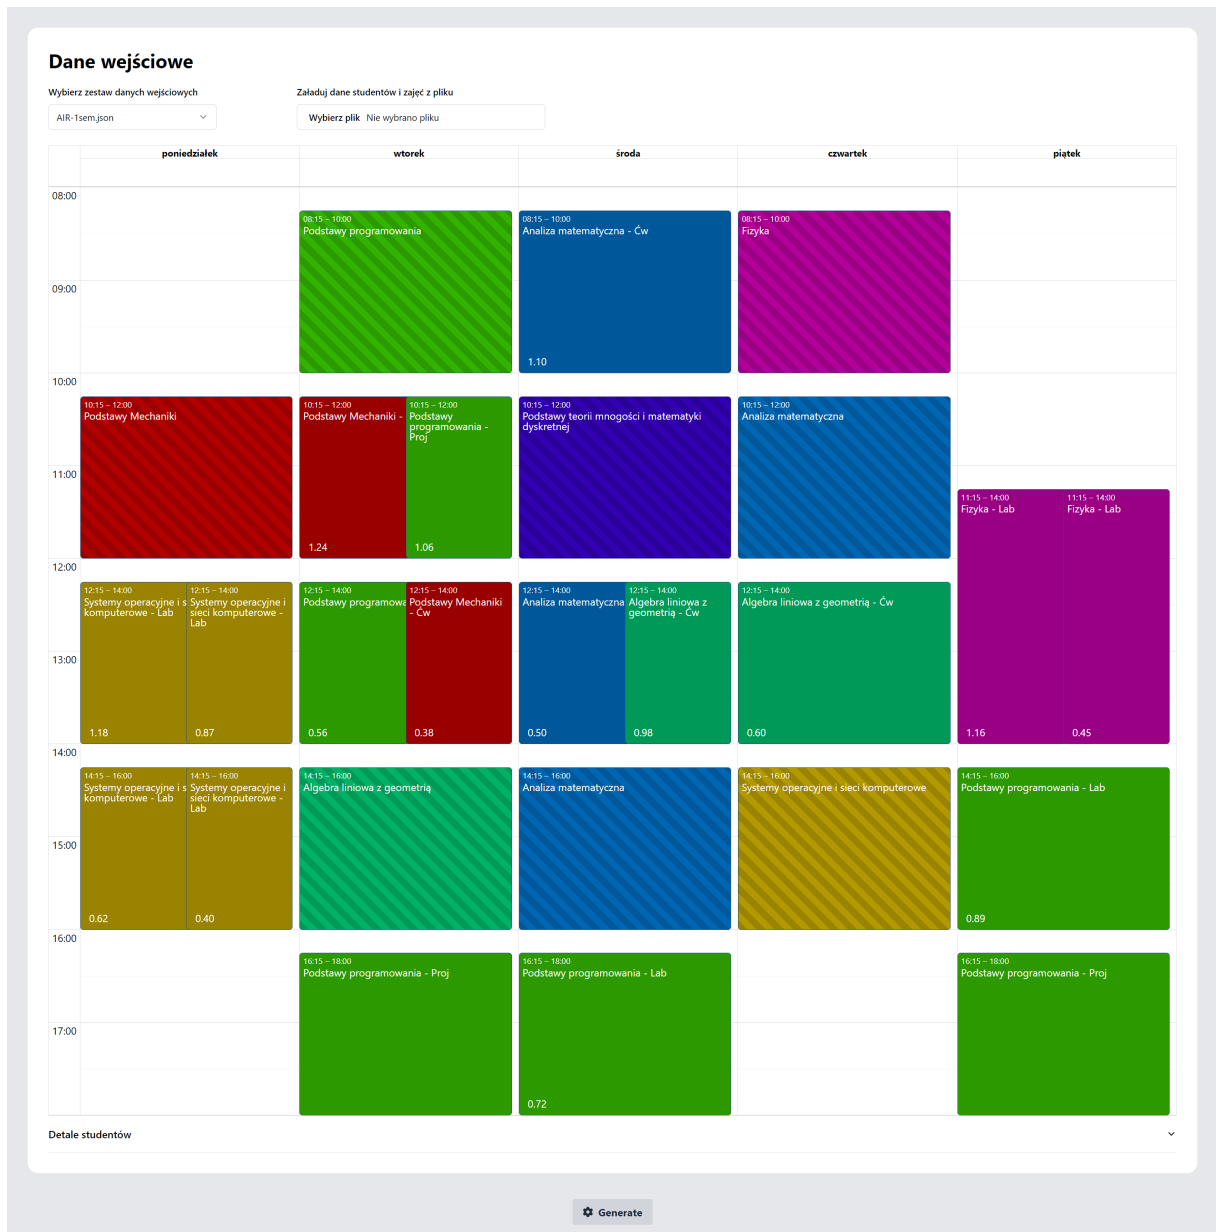 Dane wejściowe
Wybierz zestaw danych wejściowych
Załaduj dane studentów i zajęć z pliku
AIR-1sem.json
Wybierz plik Nie wybrano pliku
poniedziałek
wtorek
środa
czwartek
piątek
08:00
08:15 – 10:00
Podstawy programowania
08:15 – 10:00
Analiza matematyczna - Ćw
1.10
08:15 – 10:00
Fizyka
09:00
10:00
10:15 – 12:00
Podstawy Mechaniki
10:15 – 12:00
Podstawy Mechaniki -
1.24
10:15 – 12:00
Podstawy
programowania -
Proj
1.06
10:15 – 12:00
Podstawy teorii mnogości i matematyki
dyskretnej
10:15 – 12:00
Analiza matematyczna
11:00
11:15 – 14:00
Fizyka - Lab
1.16
11:15 – 14:00
Fizyka - Lab
0.45
12:00
12:15 – 14:00
Systemy operacyjne i s
komputerowe - Lab
1.18
12:15 – 14:00
Systemy operacyjne i
sieci komputerowe -
Lab
0.87
12:15 – 14:00
Podstawy programowa
0.56
12:15 – 14:00
Podstawy Mechaniki
- Ćw
0.38
12:15 – 14:00
Analiza matematyczna
0.50
12:15 – 14:00
Algebra liniowa z
geometrią - Ćw
0.98
12:15 – 14:00
Algebra liniowa z geometrią - Ćw
0.60
13:00
14:00
14:15 – 16:00
Systemy operacyjne i s
komputerowe - Lab
0.62
14:15 – 16:00
Systemy operacyjne i
sieci komputerowe -
Lab
0.40
14:15 – 16:00
Algebra liniowa z geometrią
14:15 – 16:00
Analiza matematyczna
14:15 – 16:00
Systemy operacyjne i sieci komputerowe
14:15 – 16:00
Podstawy programowania - Lab
0.89
15:00
16:00
16:15 – 18:00
Podstawy programowania - Proj
16:15 – 18:00
Podstawy programowania - Lab
0.72
16:15 – 18:00
Podstawy programowania - Proj
17:00
Detale studentów
Generate